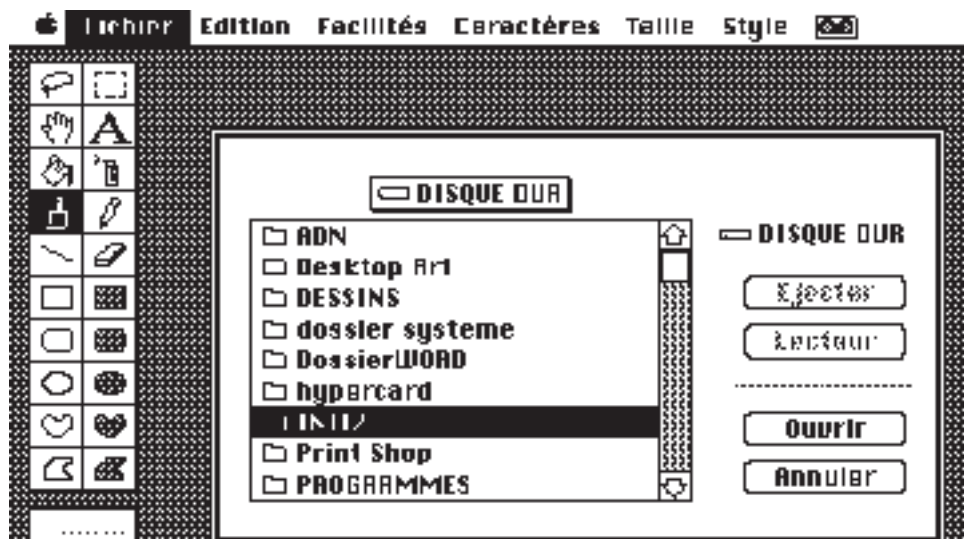 Fichier Edition Facilités Caractères Taille Style
DISQUE DUR
ADN
Desktop Art
DESSINS
dossier systeme
DossierWORD
hypercard
Print Shop
PROGRAMMES
DISQUE DUR
Ejecter
Lecteur
Ouvrir
Annuler
A